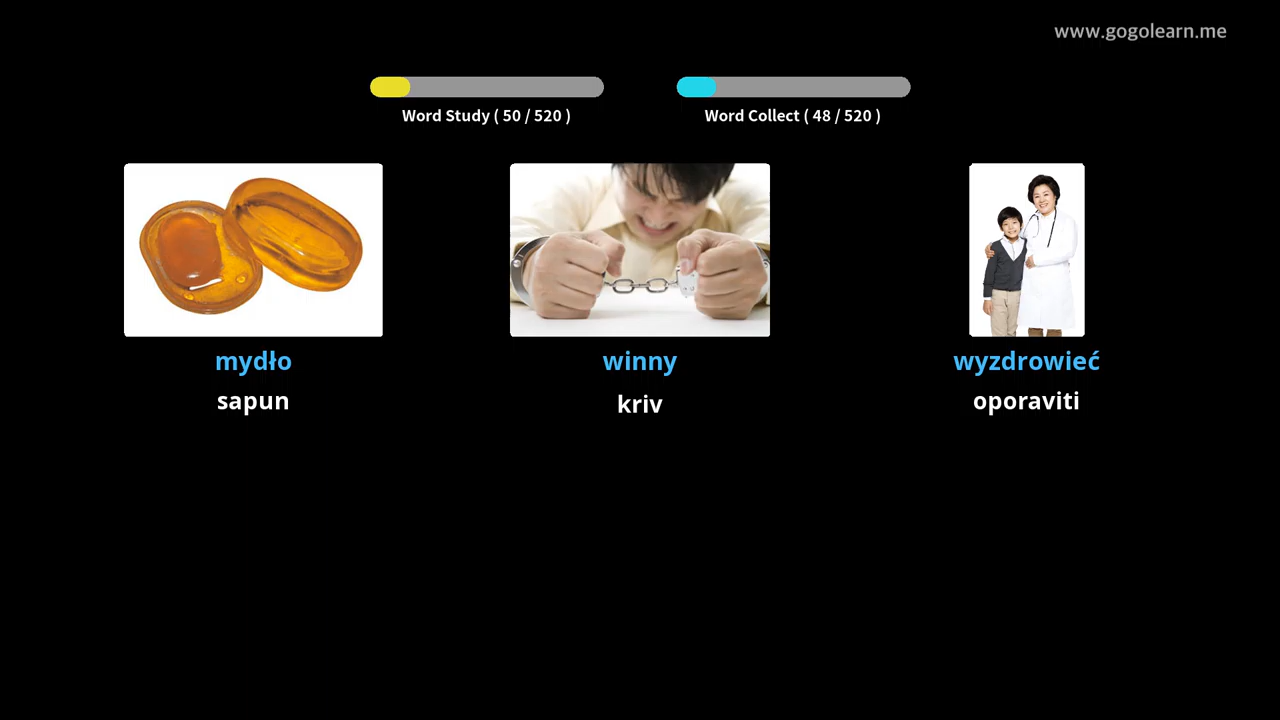 www.gogolearn.me
Word Study ( 50 / 520 )
Word Collect ( 48 / 520 )
mydło
winny
wyzdrowieć
sapun
kriv
oporaviti